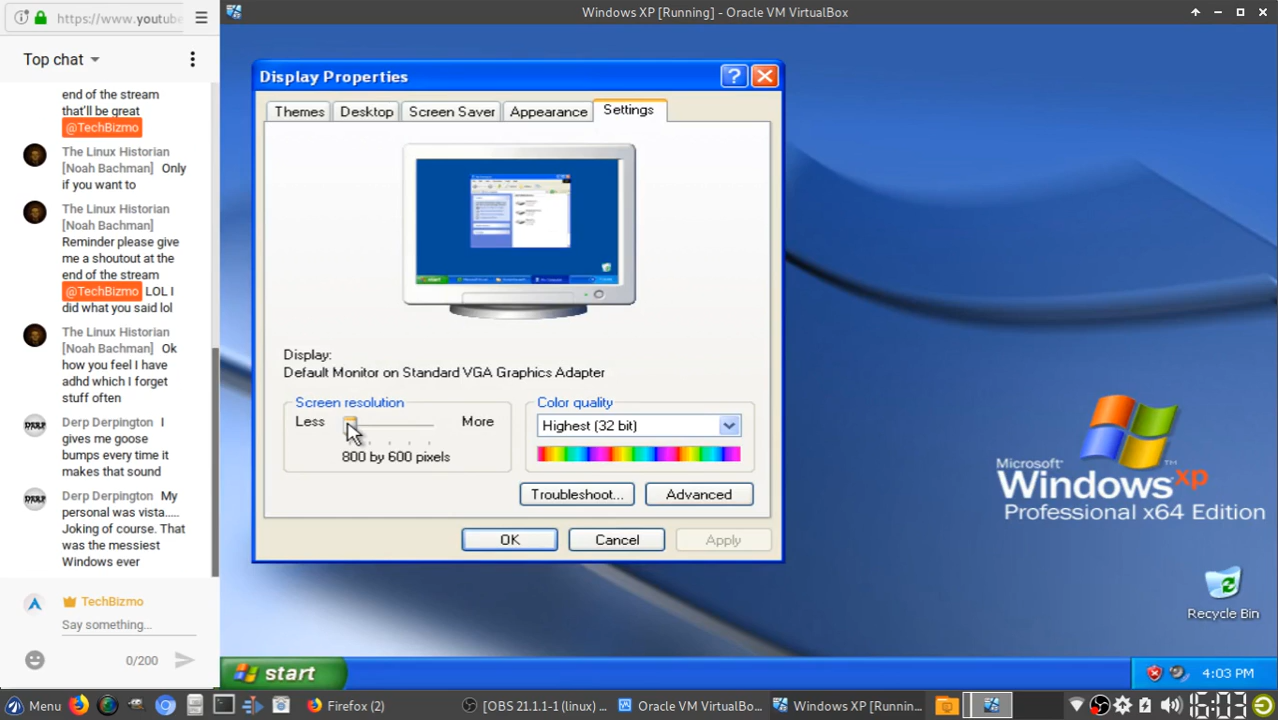 https://www.youtube
Top chat
end of the stream
that'll be great
@TechBizmo
The Linux Historian
[Noah Bachman] Only
if you want to
The Linux Historian
[Noah Bachman]
Reminder please give
me a shoutout at the
end of the stream
@TechBizmo LOL I
did what you said lol
The Linux Historian
[Noah Bachman] Ok
how you feel I have
adhd which I forget
stuff often
Derp Derpington I
gives me goose
bumps every time it
makes that sound
Derp Derpington My
personal was vista.....
Joking of course. That
was the messiest
Windows ever
TechBizmo
Say something...
0/200
Windows XP [Running] - Oracle VM VirtualBox
Display Properties
Themes
Desktop
Screen Saver
Appearance
Settings
Display:
Default Monitor on Standard VGA Graphics Adapter
Screen resolution
Less
More
800 by 600 pixels
Color quality
Highest (32 bit)
Troubleshoot...
Advanced
OK
Cancel
Apply
Microsoft
Windows xp
Professional x64 Edition
Recycle Bin
start
4:03 PM
Menu
Firefox (2)
[OBS 21.1.1-1 (linux) ...
Oracle VM VirtualBo...
Windows XP [Runnin...
16:03